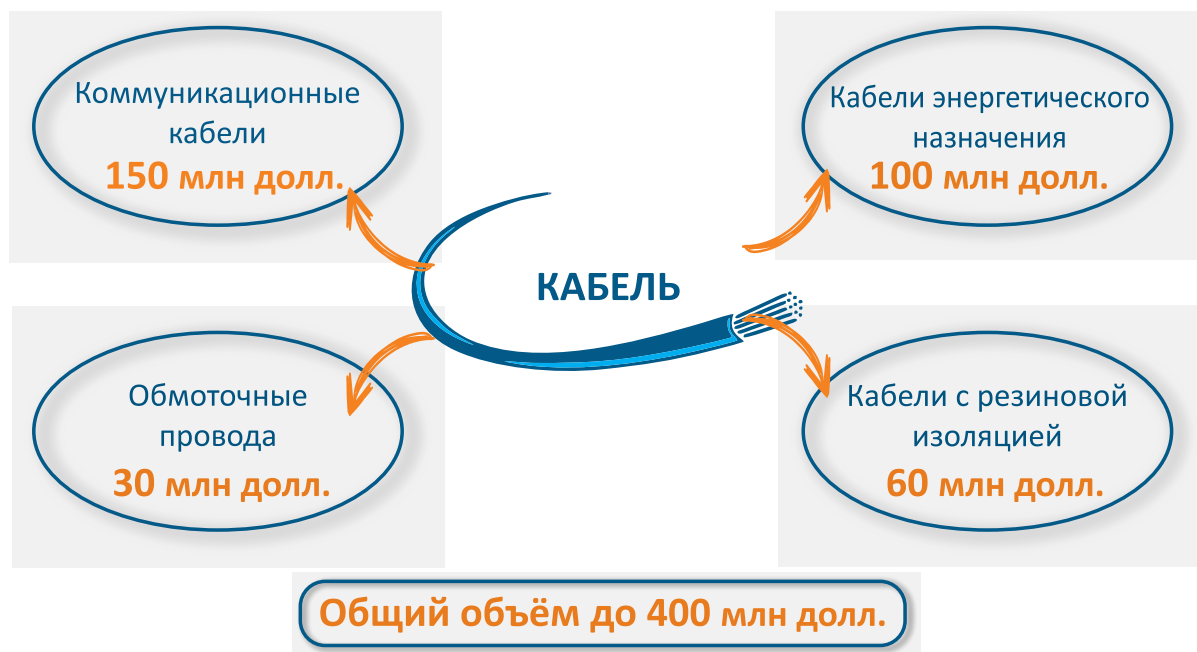 Коммуникационные
кабели
150 млн долл.
Кабели энергетического
назначения
100 млн долл.
КАБЕЛЬ
Обмоточные
провода
30 млн долл.
Кабели с резиновой
изоляцией
60 млн долл.
Общий объём до 400 млн долл.